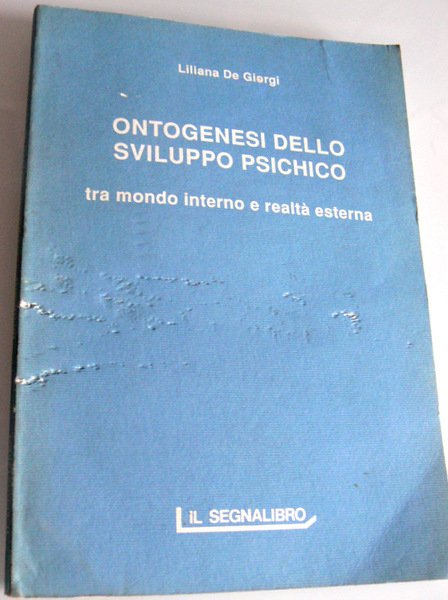 Liliana De Giorgi
ONTOGENESI DELLO
SVILUPPO PSICHICO
tra mondo interno e realtà esterna
iL SEGNALIBRO